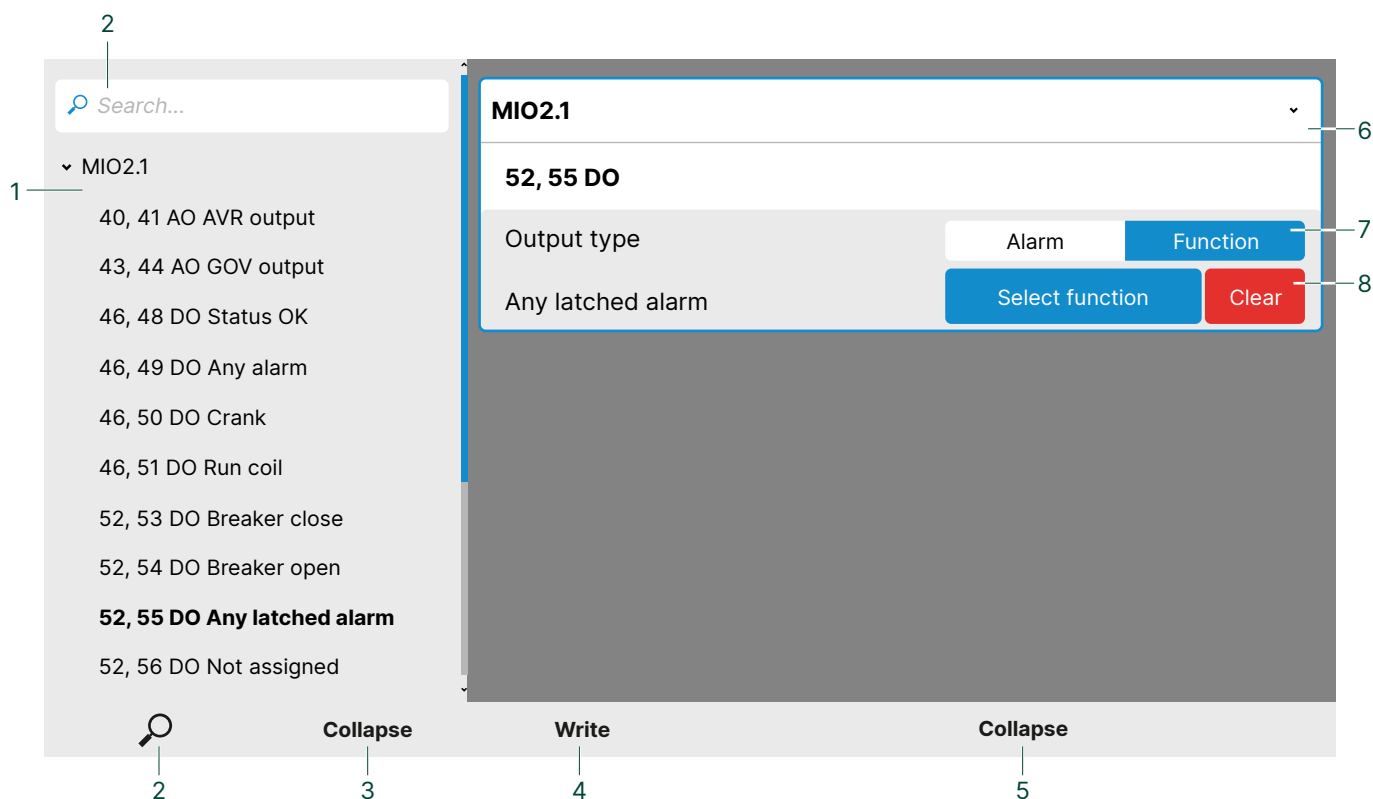 2
Search...
1
MIO2.1
40, 41 AO AVR output
43, 44 AO GOV output
46, 48 DO Status OK
46, 49 DO Any alarm
46, 50 DO Crank
46, 51 DO Run coil
52, 53 DO Breaker close
52, 54 DO Breaker open
52, 55 DO Any latched alarm
52, 56 DO Not assigned
MIO2.1
6
52, 55 DO
Output type Alarm Function 7
Any latched alarm Select function Clear 8
Collapse Write Collapse
2 3 4 5